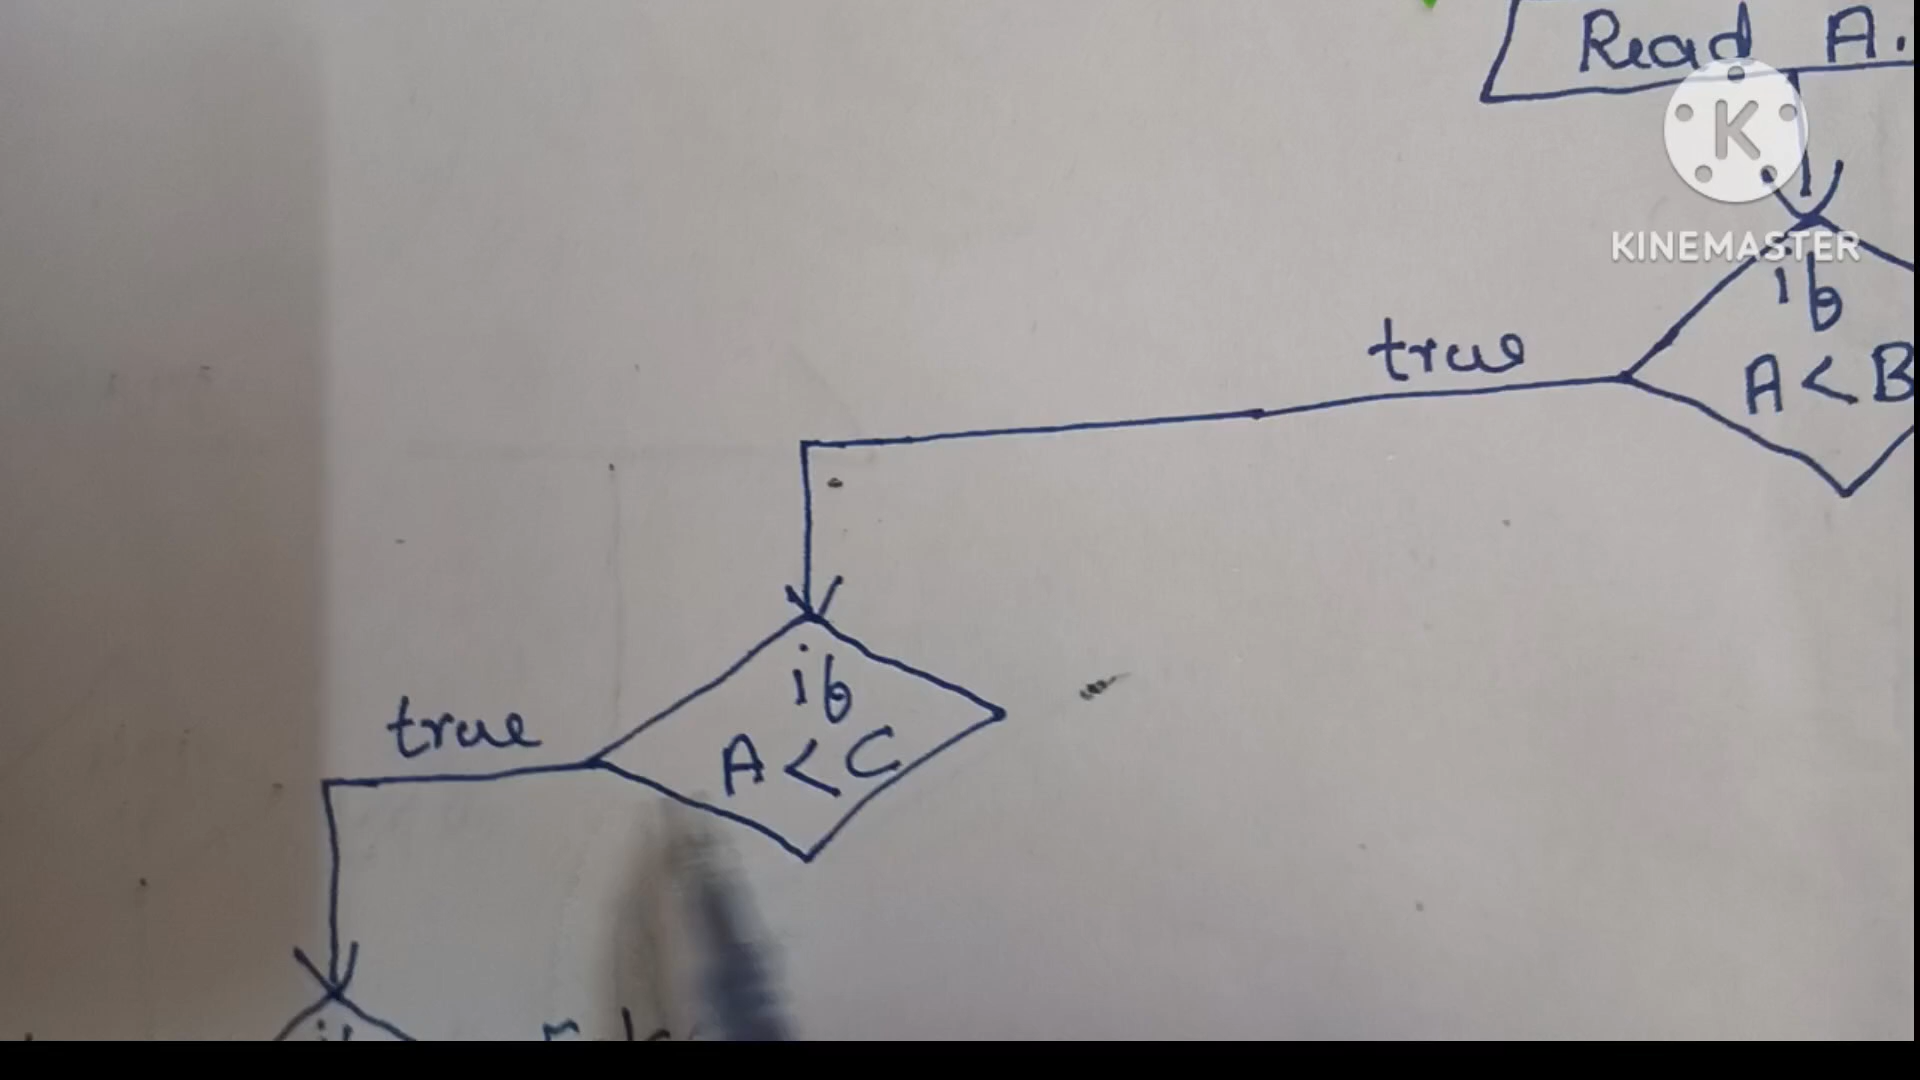 Read A.
K
KINEMASTER
if
A < B
true
if
A < C
true